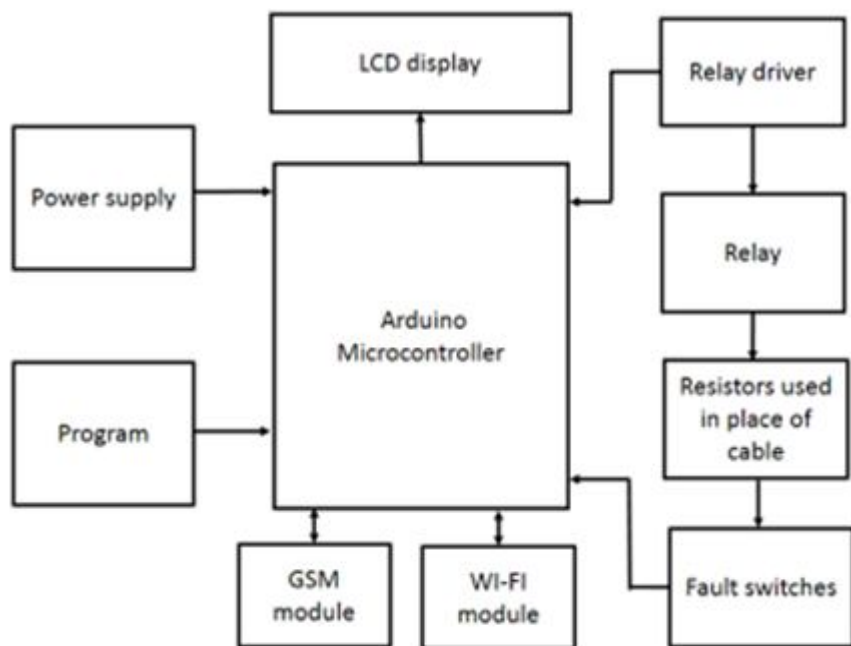 LCD display
Relay driver
Power supply
Relay
Arduino
Microcontroller
Resistors used
in place of
cable
Program
GSM
module
WI-FI
module
Fault switches